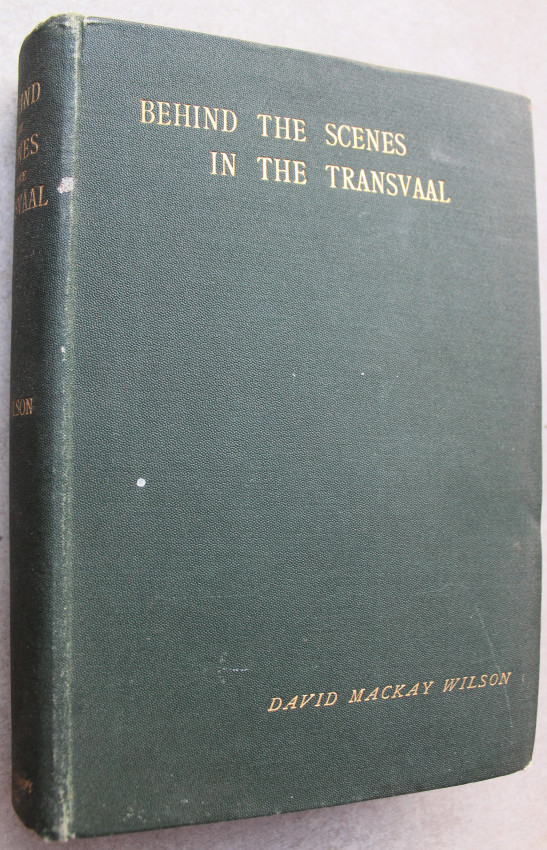 BEHIND THE SCENES
IN THE TRANSVAAL
DAVID MACKAY WILSON